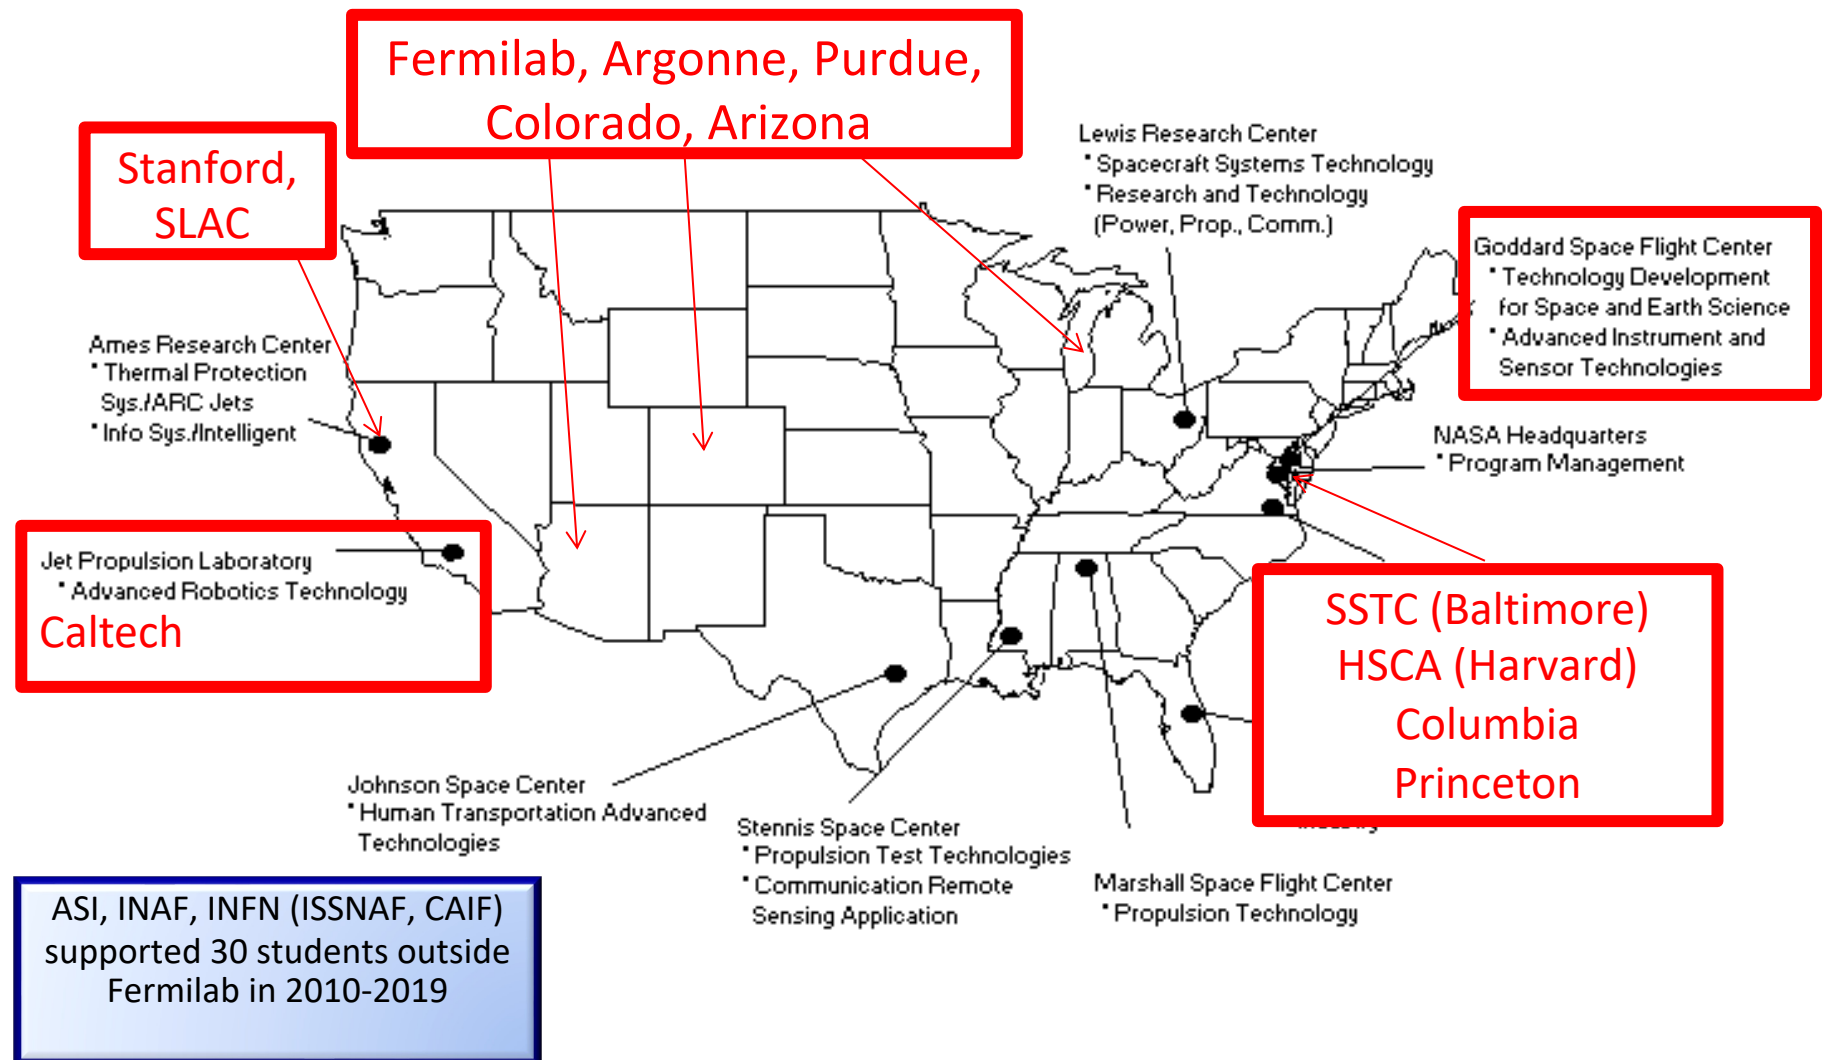 Fermilab, Argonne, Purdue,
Colorado, Arizona
Stanford,
SLAC
Lewis Research Center
• Spacecraft Systems Technology
• Research and Technology
(Power, Prop., Comm.)
Goddard Space Flight Center
• Technology Development
for Space and Earth Science
• Advanced Instrument and
Sensor Technologies
Ames Research Center
• Thermal Protection
Sys./ARC Jets
• Info Sys./Intelligent
NASA Headquarters
• Program Management
Jet Propulsion Laboratory
• Advanced Robotics Technology
Caltech
SSTC (Baltimore)
HSCA (Harvard)
Columbia
Princeton
Johnson Space Center
• Human Transportation Advanced
Technologies
Stennis Space Center
• Propulsion Test Technologies
• Communication Remote
Sensing Application
Marshall Space Flight Center
• Propulsion Technology
ASI, INAF, INFN (ISSNAF, CAIF)
supported 30 students outside
Fermilab in 2010-2019